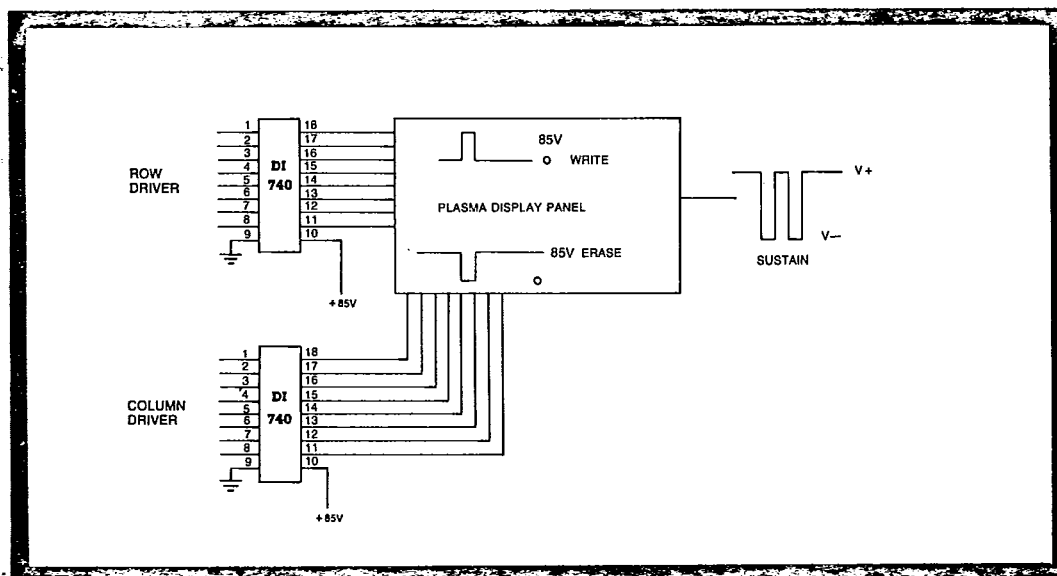 1 18
2 17
3 16
4 15
5 14
6 13
7 12
8 11
9 10
DI
740
ROW
DRIVER
+85V
85V
WRITE
PLASMA DISPLAY PANEL
85V ERASE
V+
V—
SUSTAIN
1 18
2 17
3 16
4 15
5 14
6 13
7 12
8 11
9 10
DI
740
COLUMN
DRIVER
+85V